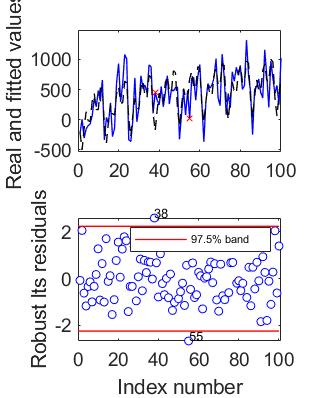 Real and fitted values
1000
500
0
-500
0 20 40 60 80 100
38
Robust lts residuals
2
0
-2
97.5% band
55
0 20 40 60 80 100
Index number